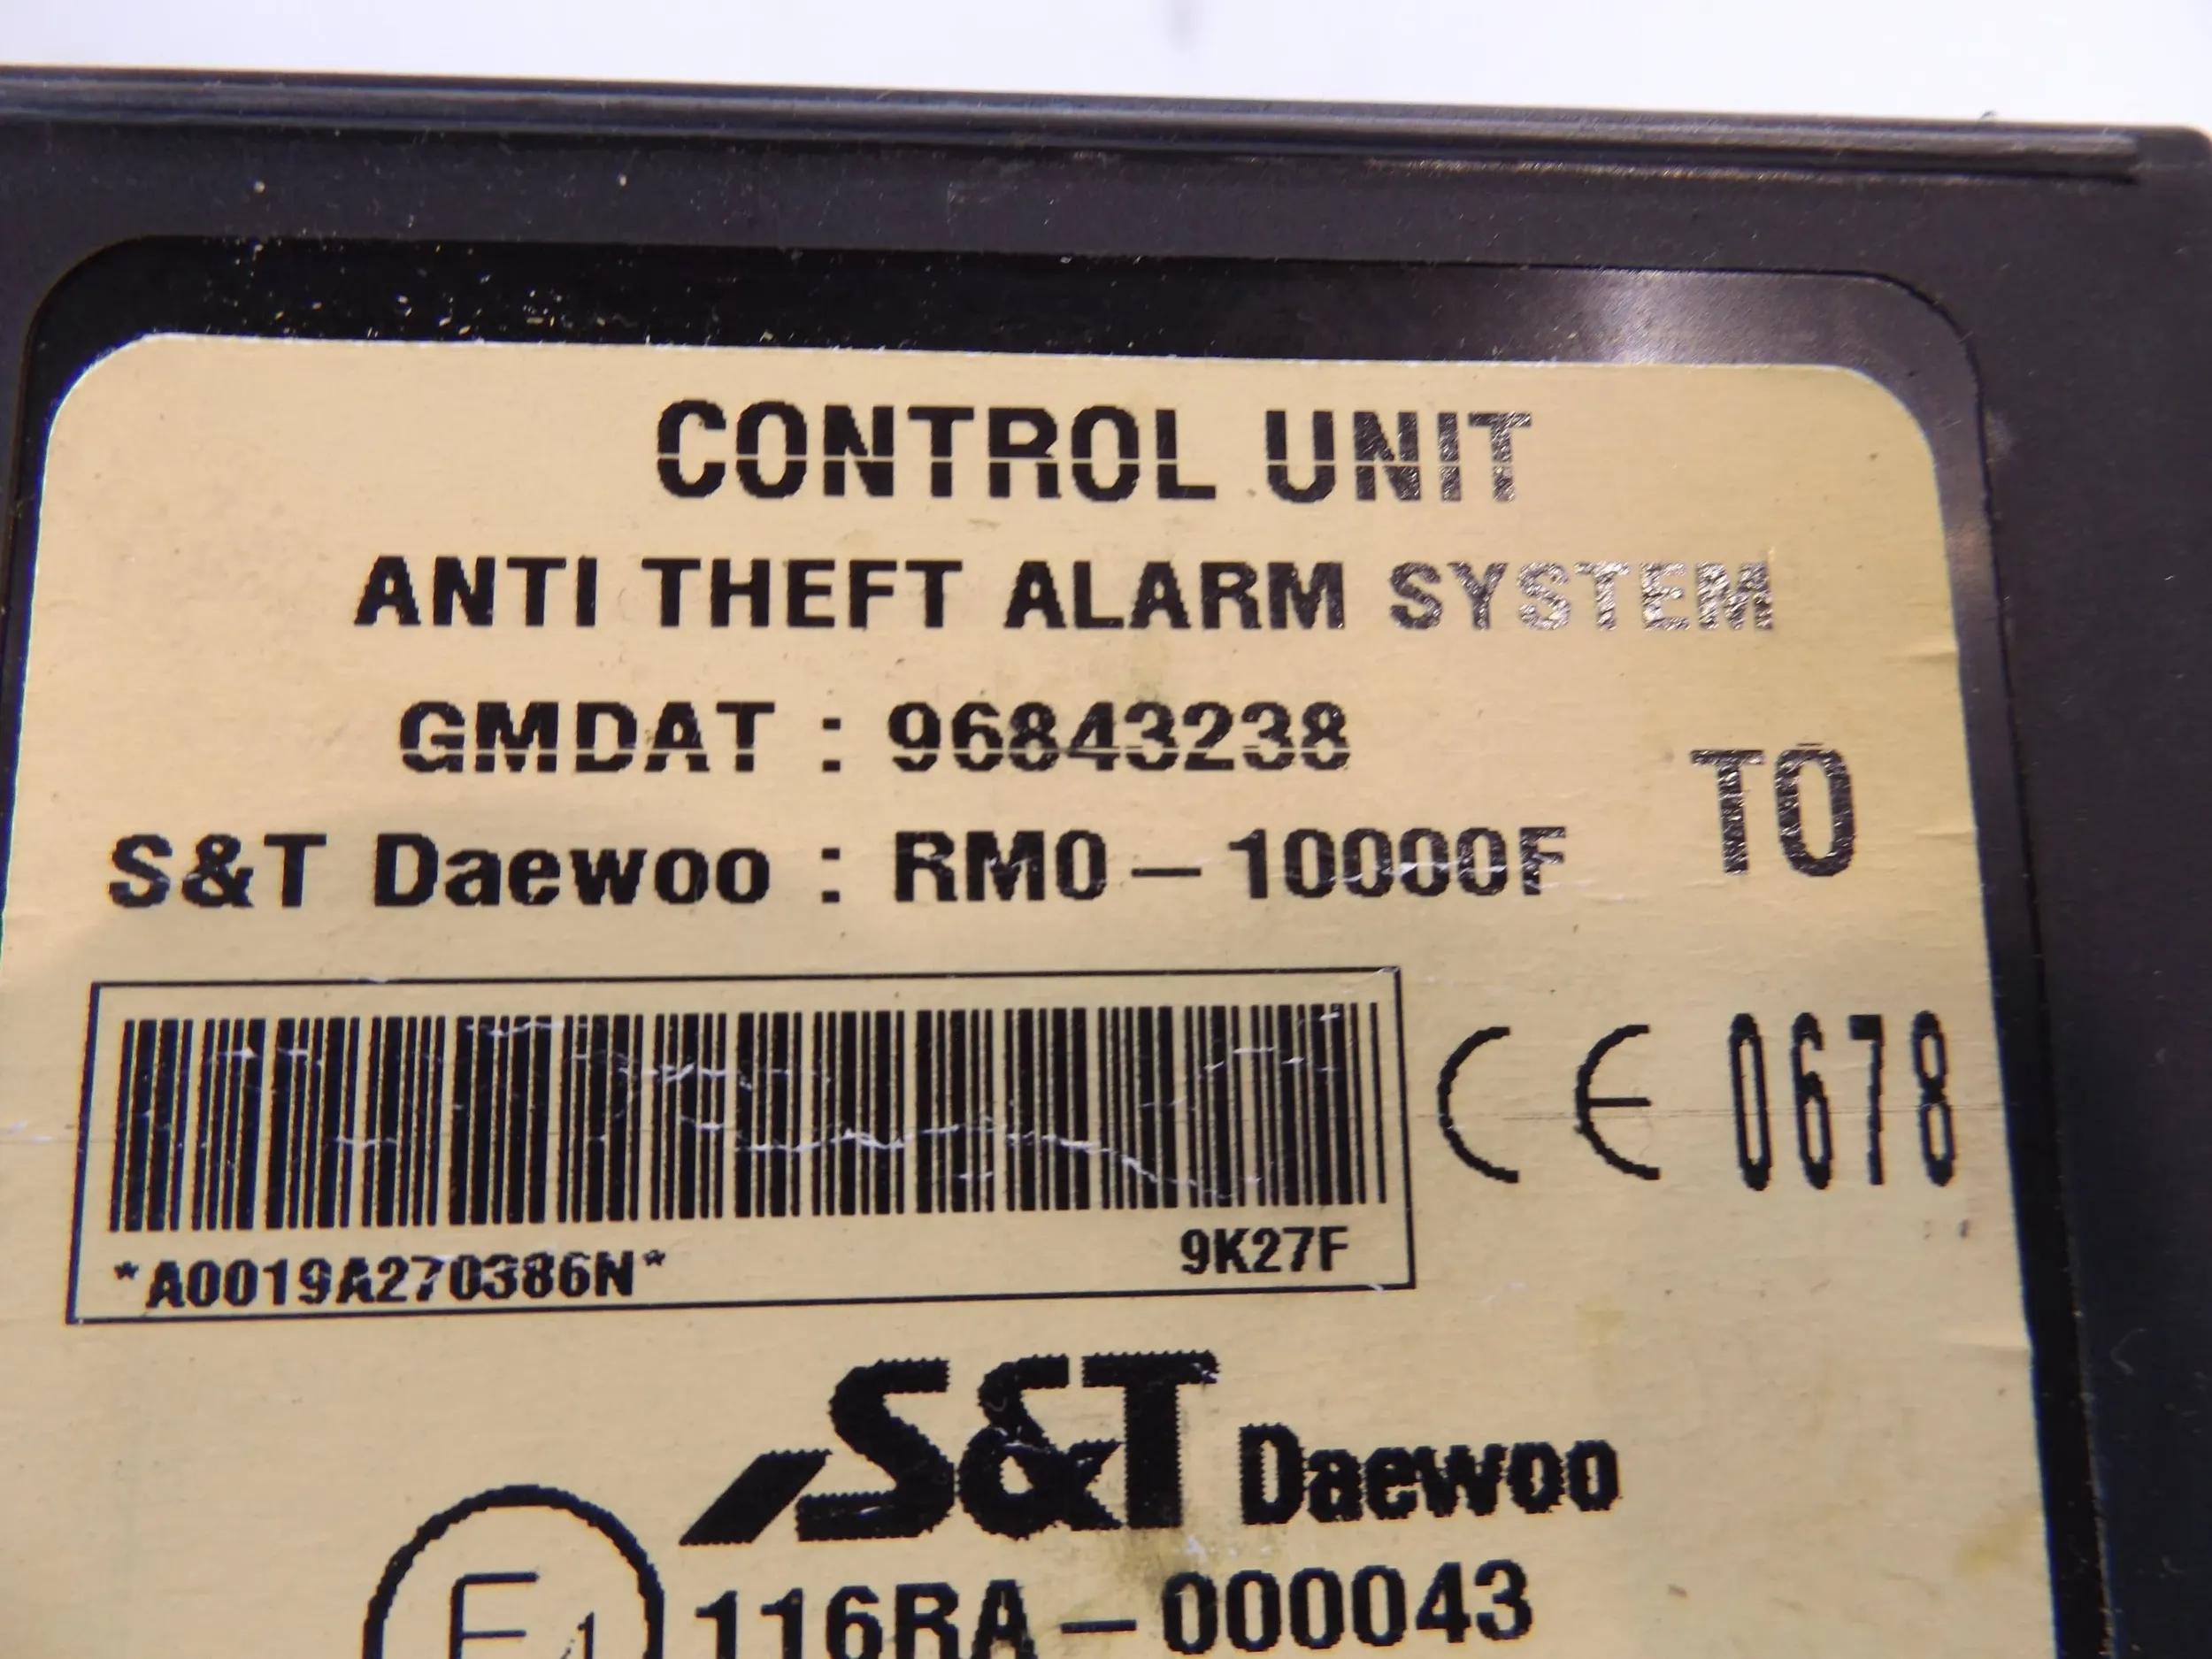 CONTROL UNIT
ANTI THEFT ALARM SYSTEM
GMDAT : 96843238
S&T Daewoo : RM0-10000F
TO
*A0019A270386N*
9K27F
CE 0678
S&T Daewoo
E4 116RA-000043